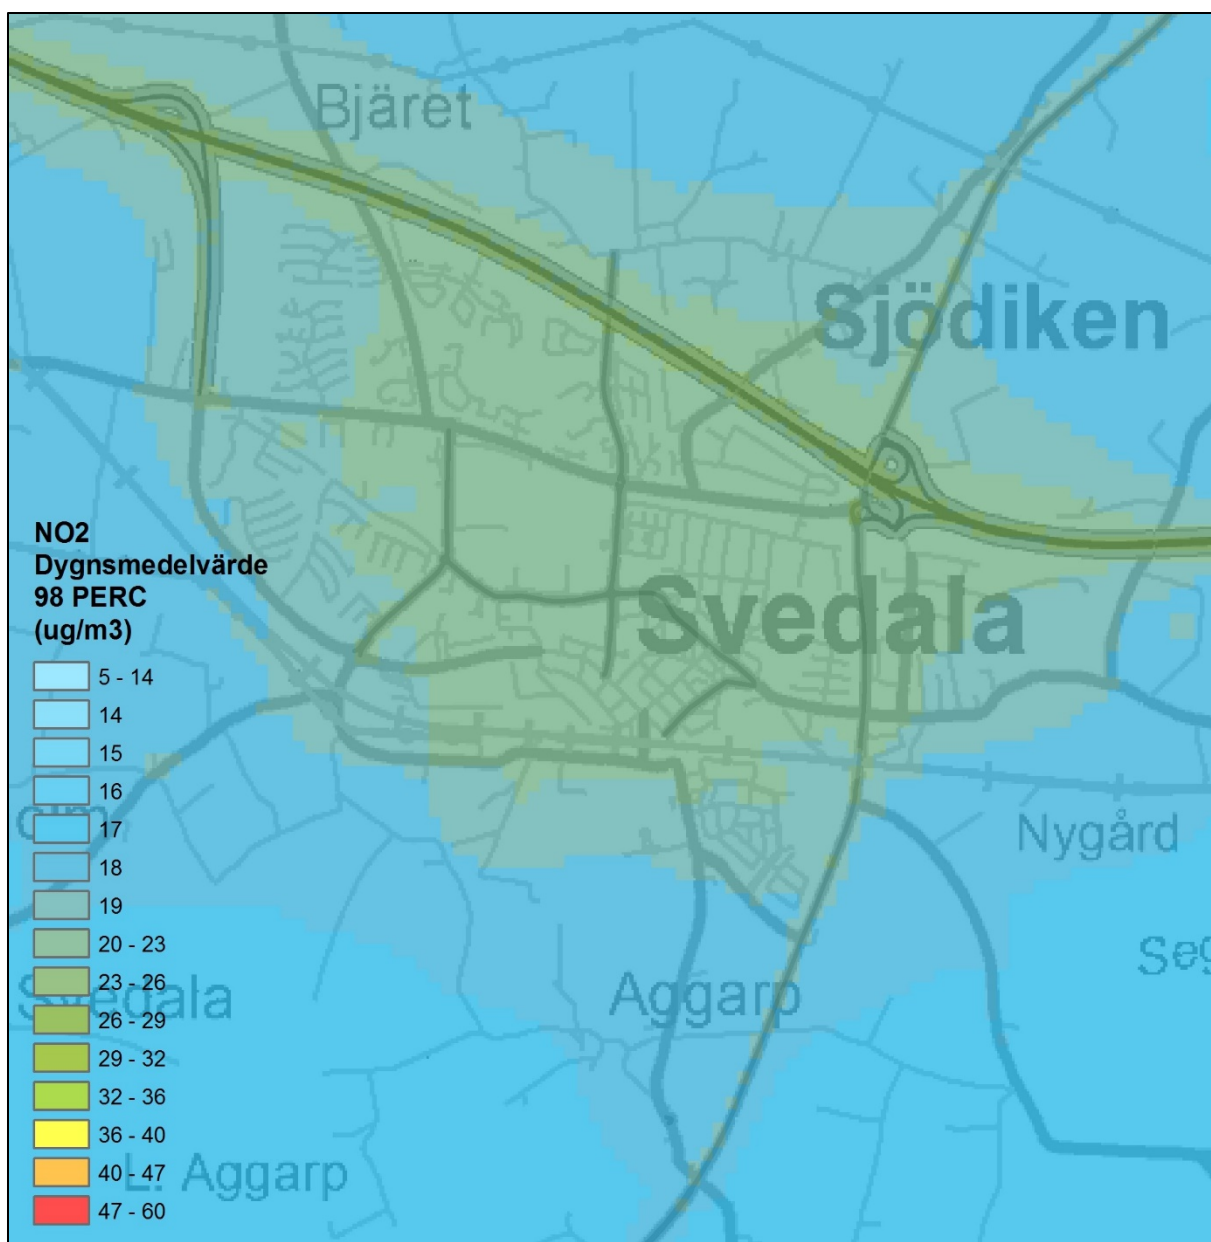 Bjäret
Sjödiken
NO2
Dygnsmedelvärde
98 PERC
(ug/m3)
Svedala
5 - 14
14
15
16
17
18
19
20 - 23
23 - 26
26 - 29
29 - 32
32 - 36
36 - 40
40 - 47
47 - 60
Nygård
Svedala
Aggarp
L. Aggarp